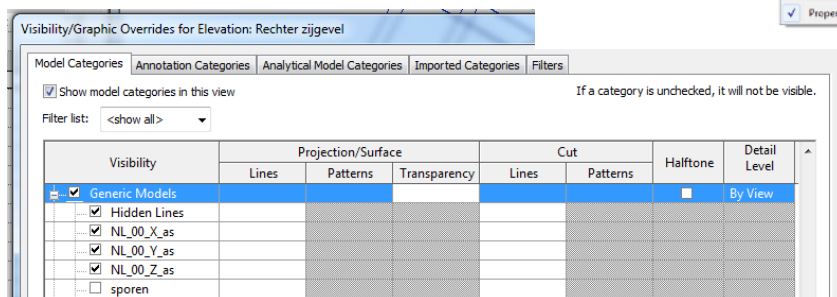 Proper
Visibility/Graphic Overrides for Elevation: Rechter zijgevel
Model Categories Annotation Categories Analytical Model Categories Imported Categories Filters
Show model categories in this view If a category is unchecked, it will not be visible.
Filter list: <show all>
Visibility Projection/Surface Cut Halftone Detail Level
Lines Patterns Transparency Lines Patterns
Generic Models By View
Hidden Lines
NL_00_X_as
NL_00_Y_as
NL_00_Z_as
sporen